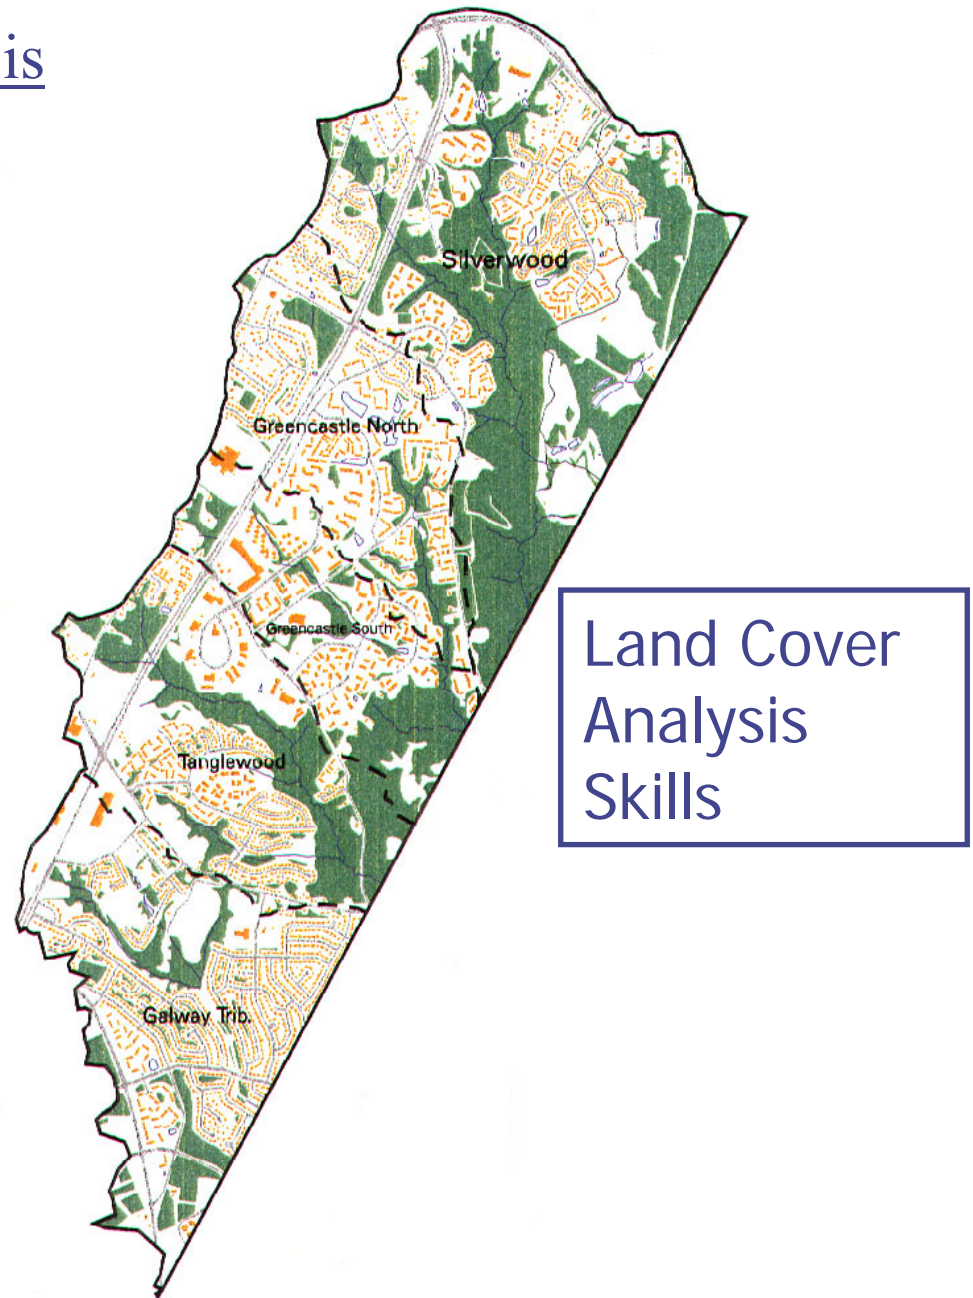 is
Silverwood
Greencastle North
Greencastle South
Land Cover
Analysis
Skills
Tanglewood
Galway Trib.